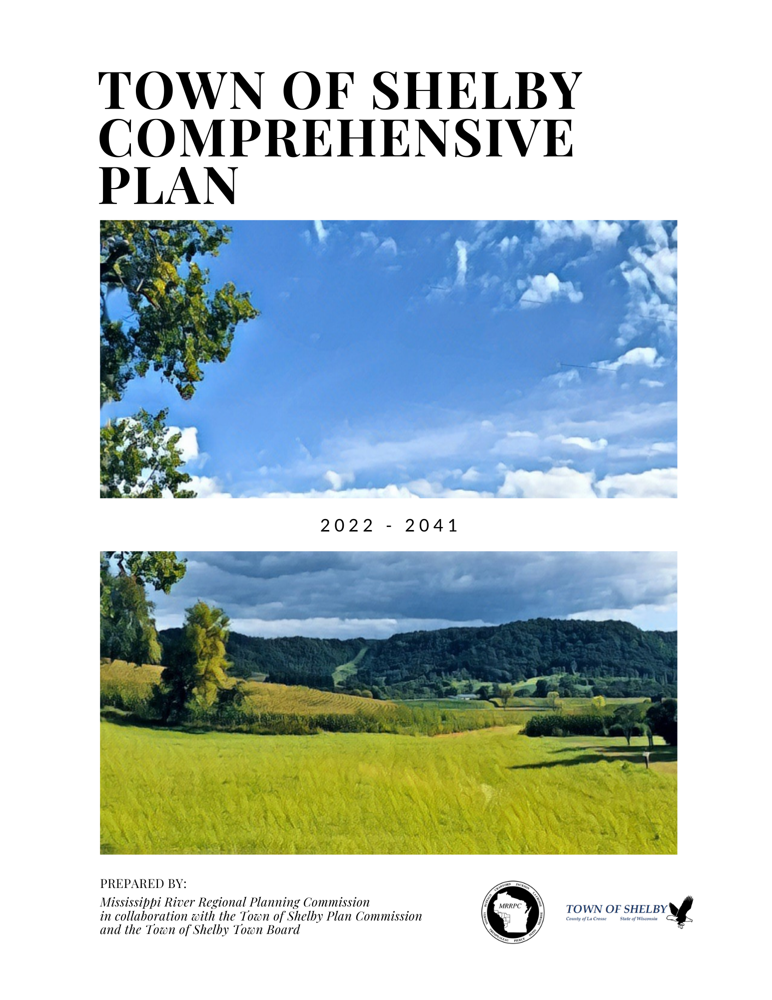 TOWN OF SHELBY
COMPREHENSIVE
PLAN
2022 - 2041
PREPARED BY:
Mississippi River Regional Planning Commission
in collaboration with the Town of Shelby Plan Commission
and the Town of Shelby Town Board
BUFFALO CRAWFORD JACKSON LA CROSSE
MRRPC
VERNON TREMPEALEAU PIERCE PEPIN MONROE
TOWN OF SHELBY
County of La Crosse State of Wisconsin